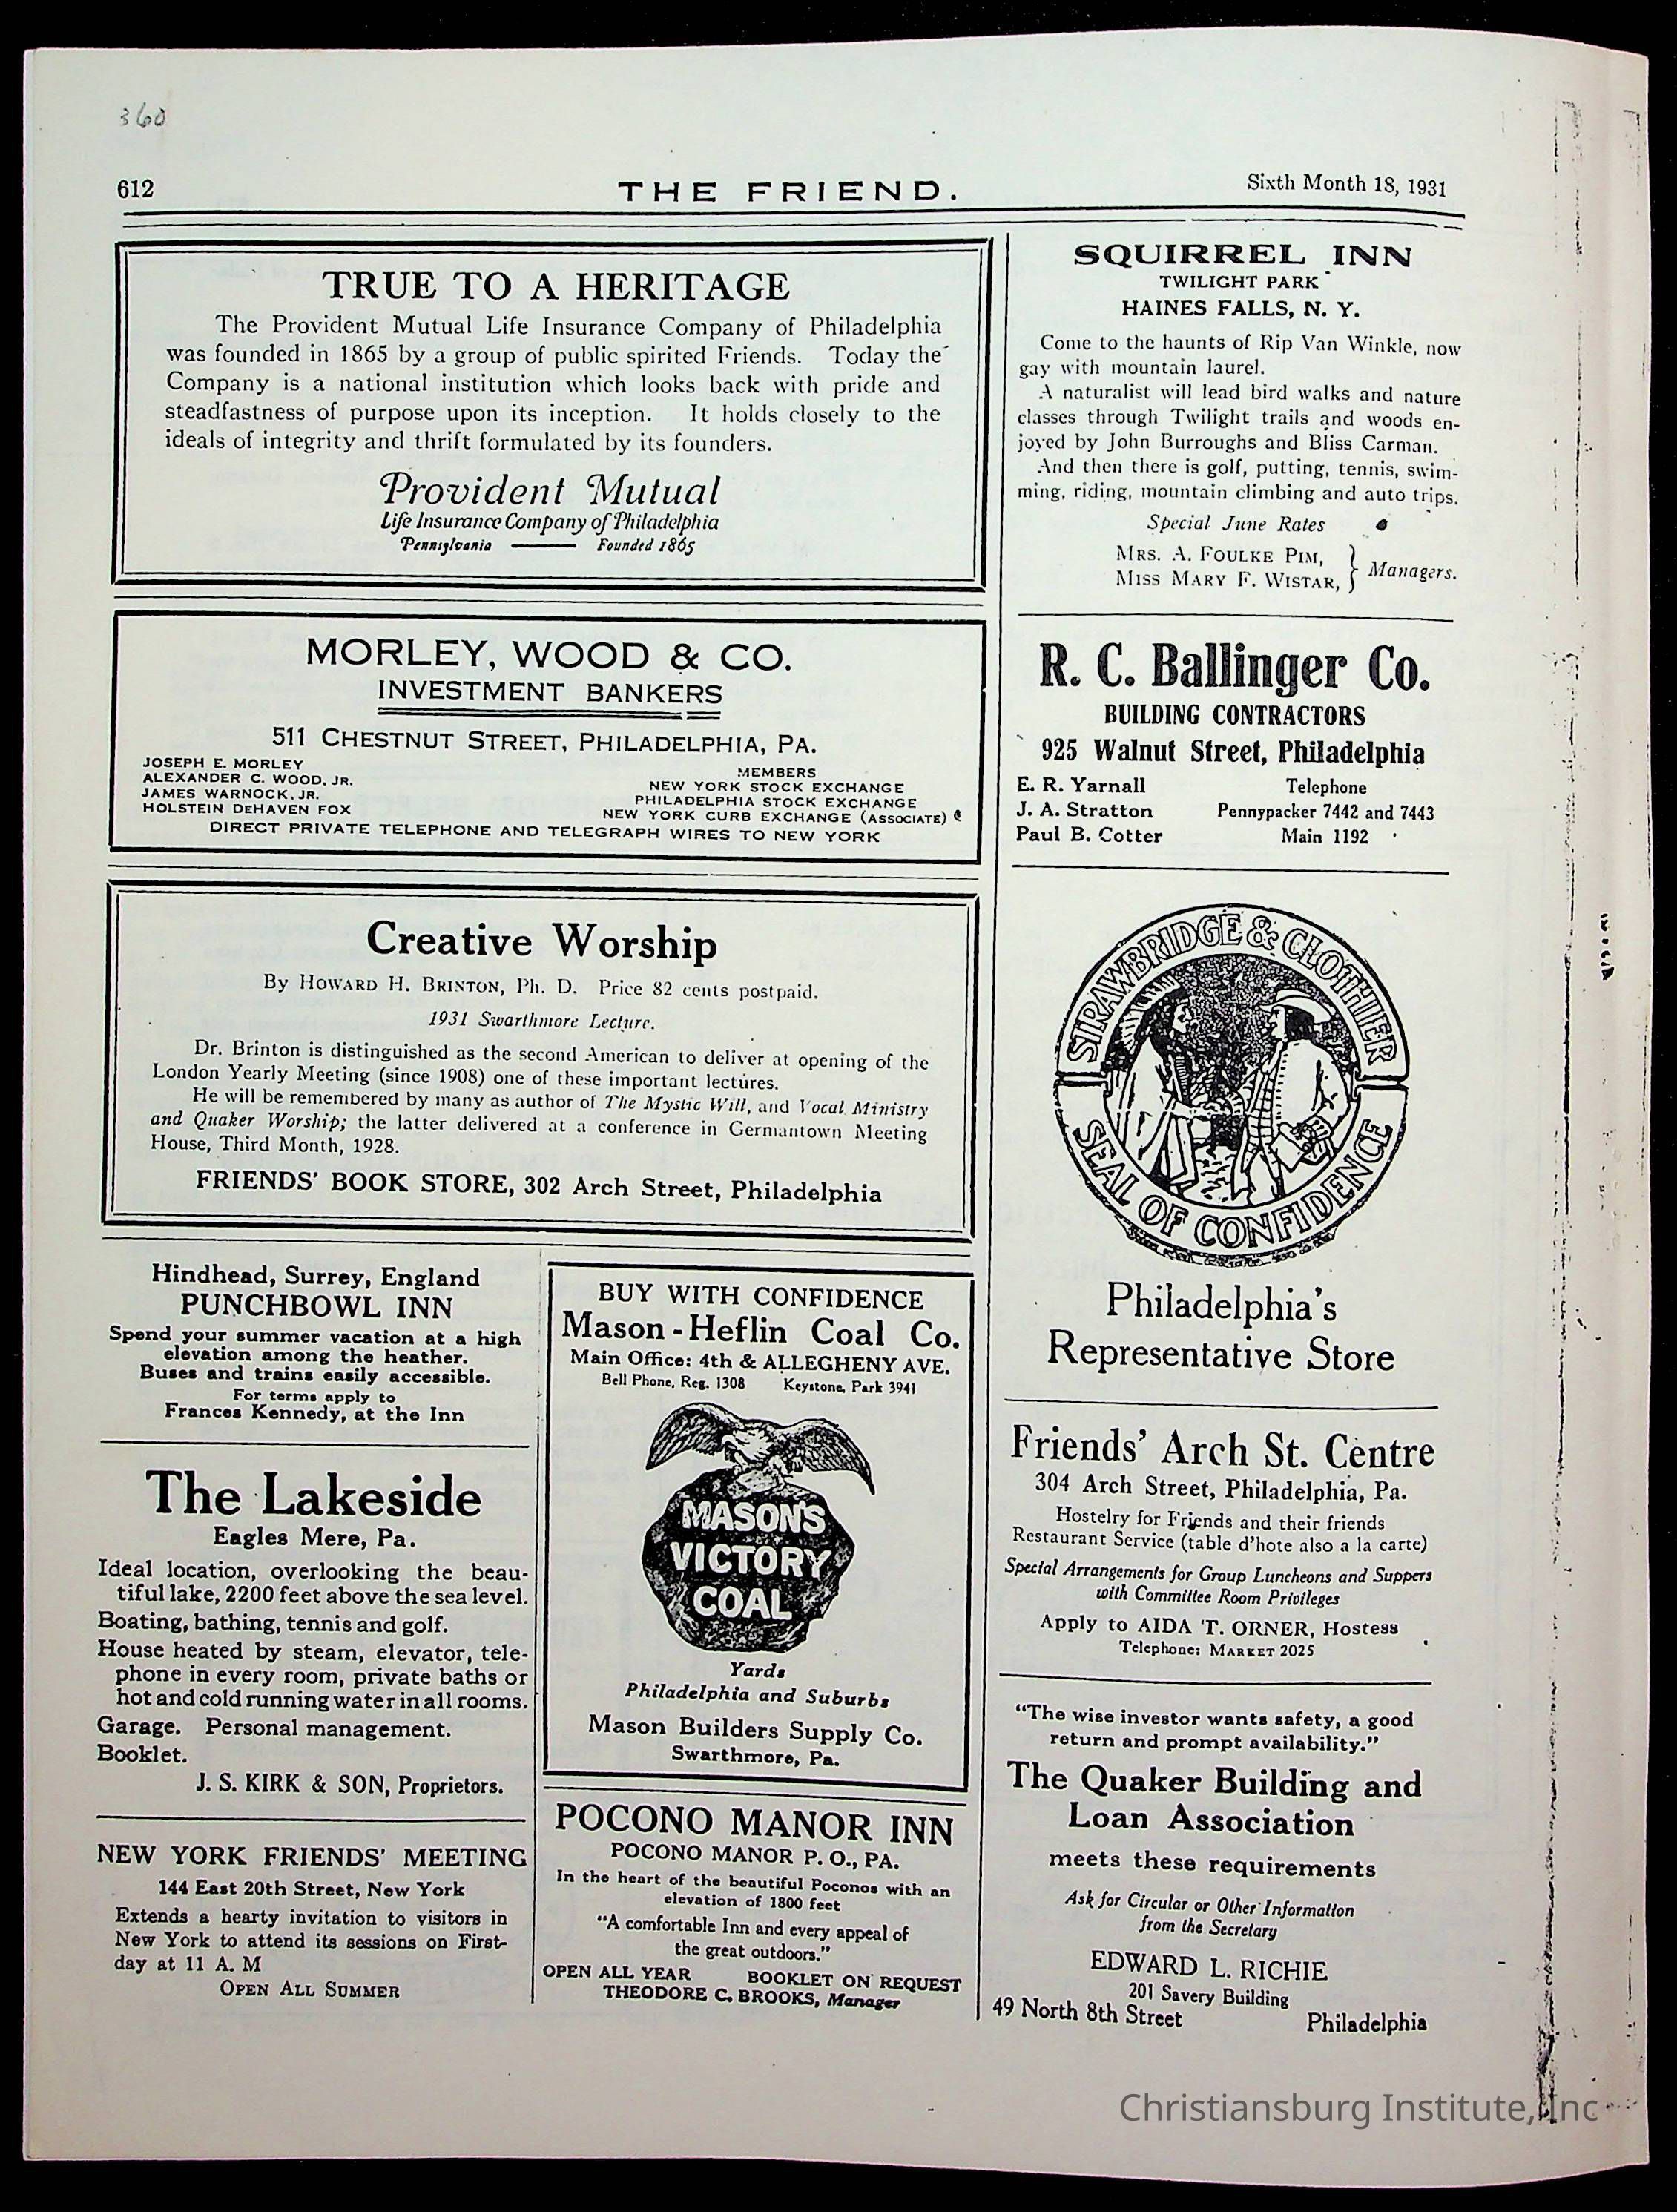 360
612
THE FRIEND.
Sixth Month 18, 1931
TRUE TO A HERITAGE
The Provident Mutual Life Insurance Company of Philadelphia
was founded in 1865 by a group of public spirited Friends. Today the
Company is a national institution which looks back with pride and
steadfastness of purpose upon its inception. It holds closely to the
ideals of integrity and thrift formulated by its founders.
Provident Mutual
Life Insurance Company of Philadelphia
Pennsylvania —— Founded 1865
MORLEY, WOOD & CO.
INVESTMENT BANKERS
511 CHESTNUT STREET, PHILADELPHIA, PA.
JOSEPH E. MORLEY
ALEXANDER C. WOOD, JR.
JAMES WARNOCK, JR.
HOLSTEIN DEHAVEN FOX
MEMBERS
NEW YORK STOCK EXCHANGE
PHILADELPHIA STOCK EXCHANGE
NEW YORK CURB EXCHANGE (ASSOCIATE)
DIRECT PRIVATE TELEPHONE AND TELEGRAPH WIRES TO NEW YORK
Creative Worship
By HOWARD H. BRINTON, Ph. D. Price 82 cents postpaid.
1931 Swarthmore Lecture.
Dr. Brinton is distinguished as the second American to deliver at opening of the
London Yearly Meeting (since 1908) one of these important lectures.
He will be remembered by many as author of The Mystic Will, and Vocal Ministry
and Quaker Worship; the latter delivered at a conference in Germantown Meeting
House, Third Month, 1928.
FRIENDS' BOOK STORE, 302 Arch Street, Philadelphia
Hindhead, Surrey, England
PUNCHBOWL INN
Spend your summer vacation at a high
elevation among the heather.
Buses and trains easily accessible.
For terms apply to
Frances Kennedy, at the Inn
The Lakeside
Eagles Mere, Pa.
Ideal location, overlooking the beau-
tiful lake, 2200 feet above the sea level.
Boating, bathing, tennis and golf.
House heated by steam, elevator, tele-
phone in every room, private baths or
hot and cold running water in all rooms.
Garage. Personal management.
Booklet.
J. S. KIRK & SON, Proprietors.
NEW YORK FRIENDS' MEETING
144 East 20th Street, New York
Extends a hearty invitation to visitors in
New York to attend its sessions on First-
day at 11 A. M
OPEN ALL SUMMER
BUY WITH CONFIDENCE
Mason-Heflin Coal Co.
Main Office: 4th & ALLEGHENY AVE.
Bell Phone, Reg. 1308 Keystone, Park 3941
MASON'S
VICTORY
COAL
Yards
Philadelphia and Suburbs
Mason Builders Supply Co.
Swarthmore, Pa.
POCONO MANOR INN
POCONO MANOR P. O., PA.
In the heart of the beautiful Poconos with an
elevation of 1800 feet
"A comfortable Inn and every appeal of
the great outdoors."
OPEN ALL YEAR BOOKLET ON REQUEST
THEODORE C. BROOKS, Manager
SQUIRREL INN
TWILIGHT PARK
HAINES FALLS, N. Y.
Come to the haunts of Rip Van Winkle, now
gay with mountain laurel.
A naturalist will lead bird walks and nature
classes through Twilight trails and woods en-
joyed by John Burroughs and Bliss Carman.
And then there is golf, putting, tennis, swim-
ming, riding, mountain climbing and auto trips.
Special June Rates
MRS. A. FOULKE PIM,
MISS MARY F. WISTAR,
} Managers.
R. C. Ballinger Co.
BUILDING CONTRACTORS
925 Walnut Street, Philadelphia
E. R. Yarnall
J. A. Stratton
Paul B. Cotter
Telephone
Pennypacker 7442 and 7443
Main 1192
STRAWBRIDGE & CLOTHIER
SEAL OF CONFIDENCE
Philadelphia's
Representative Store
Friends' Arch St. Centre
304 Arch Street, Philadelphia, Pa.
Hostelry for Friends and their friends
Restaurant Service (table d'hote also a la carte)
Special Arrangements for Group Luncheons and Suppers
with Committee Room Privileges
Apply to AIDA T. ORNER, Hostess
Telephone: MARKET 2025
"The wise investor wants safety, a good
return and prompt availability."
The Quaker Building and
Loan Association
meets these requirements
Ask for Circular or Other Information
from the Secretary
EDWARD L. RICHIE
201 Savery Building
49 North 8th Street Philadelphia
Christiansburg Institute, Inc